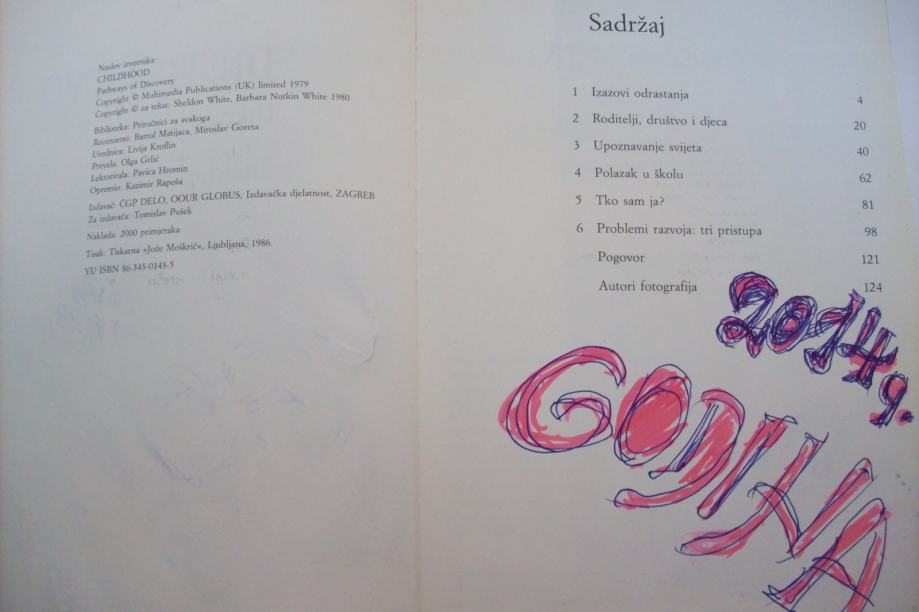 Naslov izvornika
CHILDHOOD
Pathways of Discovery
Copyright © Multimedia Publications (UK) limited 1979
Copyright © za tekst: Sheldon White, Barbara Notkin White 1980
Biblioteka: Priručnici za svakoga
Recenzenti: Bartul Matijaca, Miroslav Goreta
Urednica: Livija Kroflin
Prevela: Olga Grlić
Lektorirala: Pavica Hromin
Opremio: Kazimir Rapoša
Izdavač: ČGP DELO, OOUR GLOBUS, Izdavačka djelatnost, ZAGREB
Za izdavača: Tomislav Pušek
Naklada: 2000 primjeraka
Tisak: Tiskarna »Jože Moškrič«, Ljubljana, 1986.
YU ISBN 86-343-0143-5
Sadržaj
1 Izazovi odrastanja 4
2 Roditelji, društvo i djeca 20
3 Upoznavanje svijeta 40
4 Polazak u školu 62
5 Tko sam ja? 81
6 Problemi razvoja: tri pristupa 98
Pogovor 121
Autori fotografija 124
2014 g.
GODINA